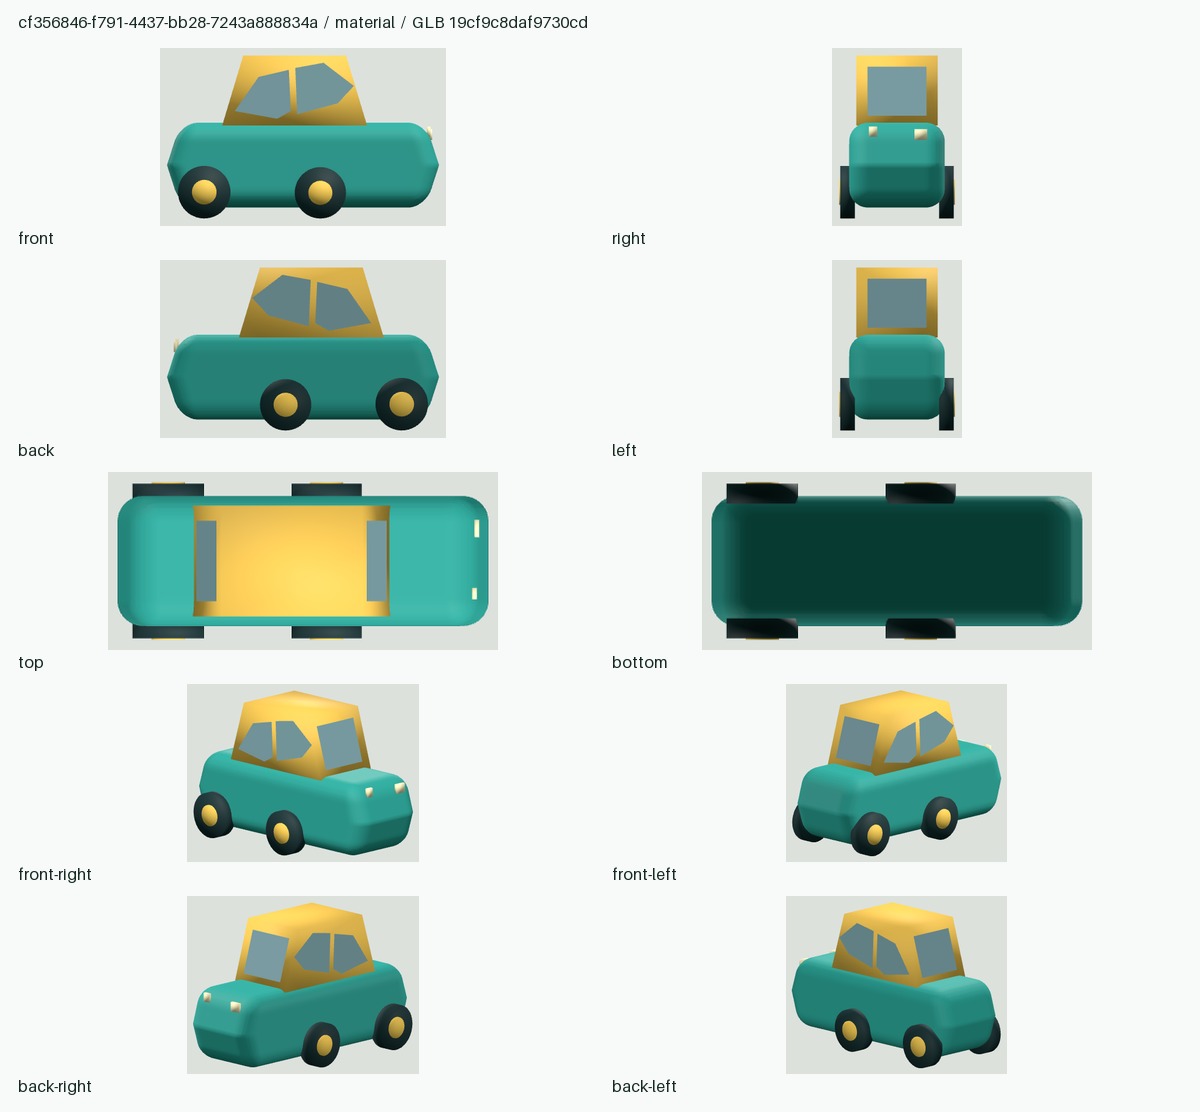 cf356846-f791-4437-bb28-7243a888834a / material / GLB 19cf9c8daf9730cd
front
right
back
left
top
bottom
front-right
front-left
back-right
back-left